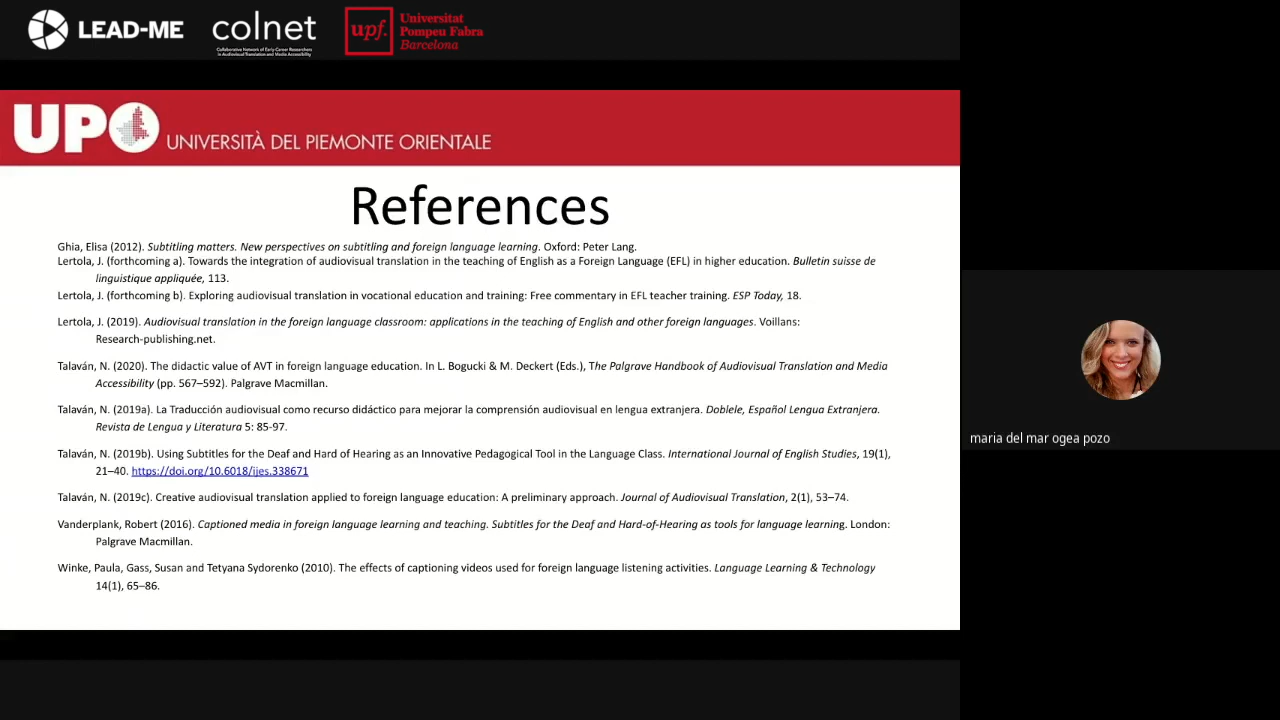 LEAD-ME
colnet
Collaborative Network of Early Career Researchers
in Audiovisual Translation and Media Accessibility
upf.
Universitat
Pompeu Fabra
Barcelona
UPO
UNIVERSITÀ DEL PIEMONTE ORIENTALE
References
Ghia, Elisa (2012). Subtitling matters. New perspectives on subtitling and foreign language learning. Oxford: Peter Lang.
Lertola, J. (forthcoming a). Towards the integration of audiovisual translation in the teaching of English as a Foreign Language (EFL) in higher education. Bulletin suisse de
linguistique appliquée, 113.
Lertola, J. (forthcoming b). Exploring audiovisual translation in vocational education and training: Free commentary in EFL teacher training. ESP Today, 18.
Lertola, J. (2019). Audiovisual translation in the foreign language classroom: applications in the teaching of English and other foreign languages. Voillans:
Research-publishing.net.
Talaván, N. (2020). The didactic value of AVT in foreign language education. In L. Bogucki & M. Deckert (Eds.), The Palgrave Handbook of Audiovisual Translation and Media
Accessibility (pp. 567–592). Palgrave Macmillan.
Talaván, N. (2019a). La Traducción audiovisual como recurso didáctico para mejorar la comprensión audiovisual en lengua extranjera. Doblele, Español Lengua Extranjera.
Revista de Lengua y Literatura 5: 85-97.
Talaván, N. (2019b). Using Subtitles for the Deaf and Hard of Hearing as an Innovative Pedagogical Tool in the Language Class. International Journal of English Studies, 19(1),
21–40. https://doi.org/10.6018/ijes.338671
Talaván, N. (2019c). Creative audiovisual translation applied to foreign language education: A preliminary approach. Journal of Audiovisual Translation, 2(1), 53–74.
Vanderplank, Robert (2016). Captioned media in foreign language learning and teaching. Subtitles for the Deaf and Hard-of-Hearing as tools for language learning. London:
Palgrave Macmillan.
Winke, Paula, Gass, Susan and Tetyana Sydorenko (2010). The effects of captioning videos used for foreign language listening activities. Language Learning & Technology
14(1), 65–86.
maria del mar ogea pozo